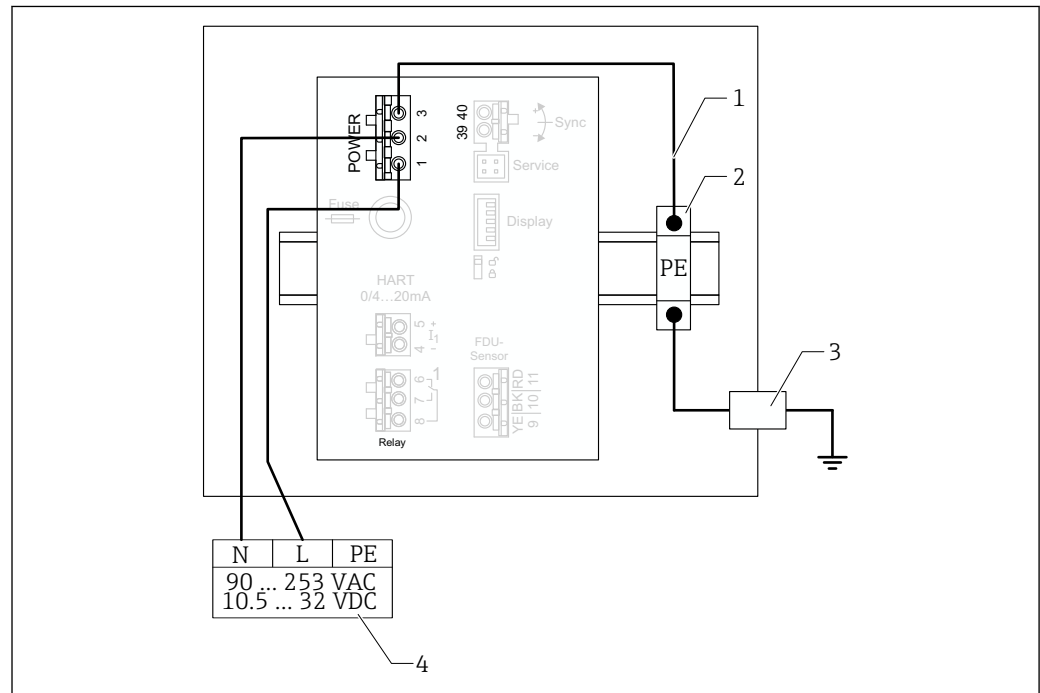 POWER
3
2
1
39 40
Sync
+
-
Service
Fuse
Display
HART
0/4...20mA
5 +
I1
4 -
FDU-
Sensor
6 1
7
8
YE|BK|RD
9 |10| 11
Relay
PE
1
2
3
N L PE
90 ... 253 VAC
10.5 ... 32 VDC
4